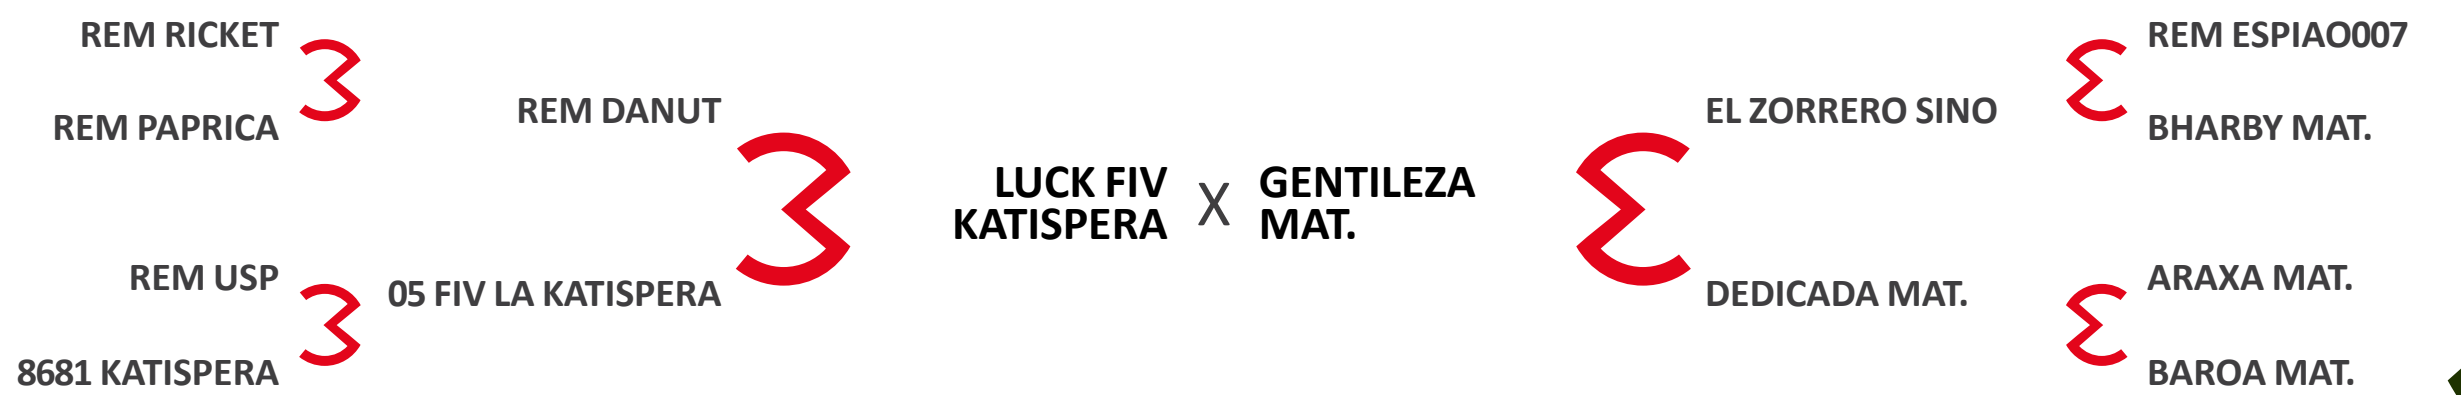 REM RICKET
REM PAPRICA
REM DANUT
REM USP
05 FIV LA KATISPERA
8681 KATISPERA
LUCK FIV
KATISPERA
X
GENTILEZA
MAT.
EL ZORRERO SINO
DEDICADA MAT.
REM ESPIAO007
BHARBY MAT.
ARAXA MAT.
BAROA MAT.